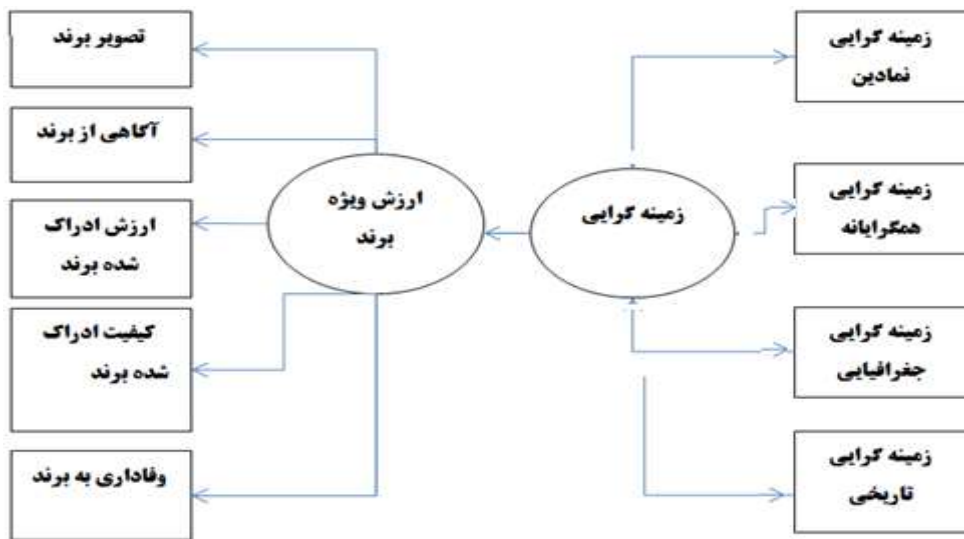 زمینه گرایی
نمادین
زمینه گرایی
همگرایانه
زمینه گرایی
جغرافیایی
زمینه گرایی
تاریخی
زمینه گرایی
ارزش ویژه
برند
تصویر برند
آگاهی از برند
ارزش ادراک
شده برند
کیفیت ادراک
شده برند
وفاداری به برند